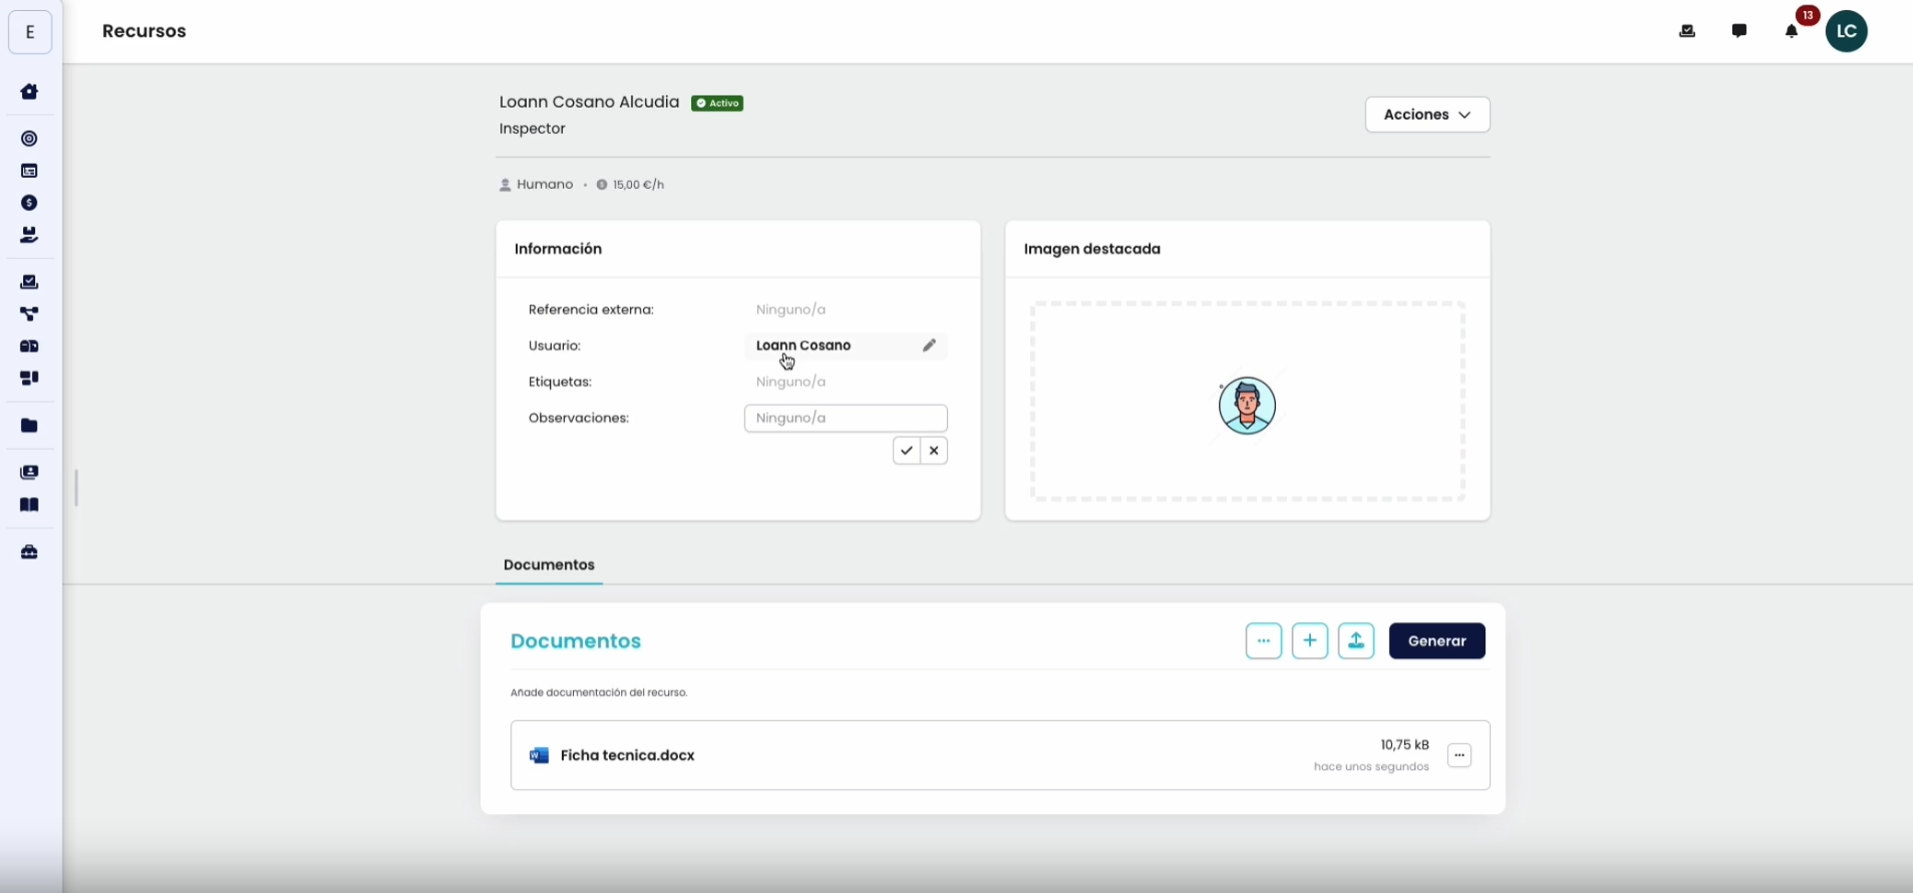 E
Recursos
13
LC
Loann Cosano Alcudia
Activo
Inspector
Acciones
Humano • 15,00 €/h
Información
Imagen destacada
Referencia externa: Ninguno/a
Usuario: Loann Cosano
Etiquetas: Ninguno/a
Observaciones: Ninguno/a
Documentos
Documentos
Generar
Añade documentación del recurso.
Ficha tecnica.docx
10,75 kB
hace unos segundos